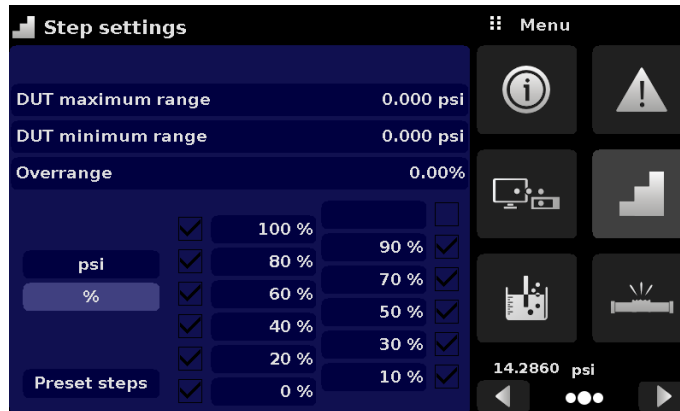 Step settings
Menu
DUT maximum range 0.000 psi
DUT minimum range 0.000 psi
Overrange 0.00%
100 %
90 %
psi
80 %
70 %
%
60 %
50 %
40 %
30 %
20 %
10 %
Preset steps
0 %
14.2860 psi